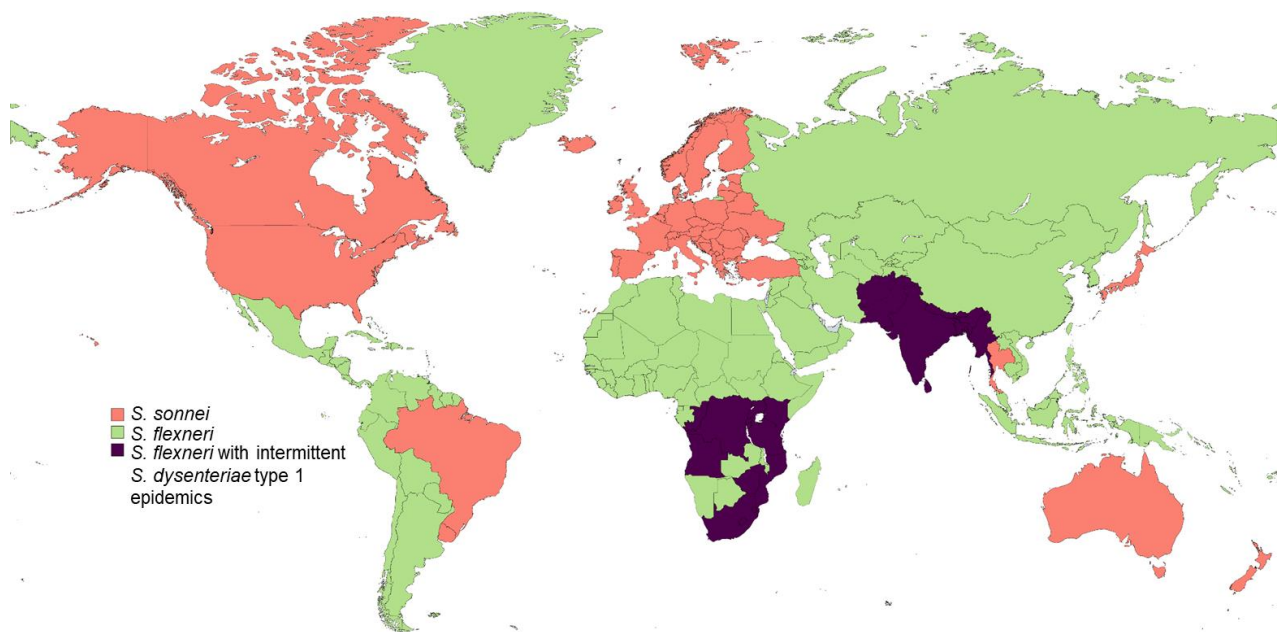 S. sonnei
S. flexneri
S. flexneri with intermittent
S. dysenteriae type 1
epidemics